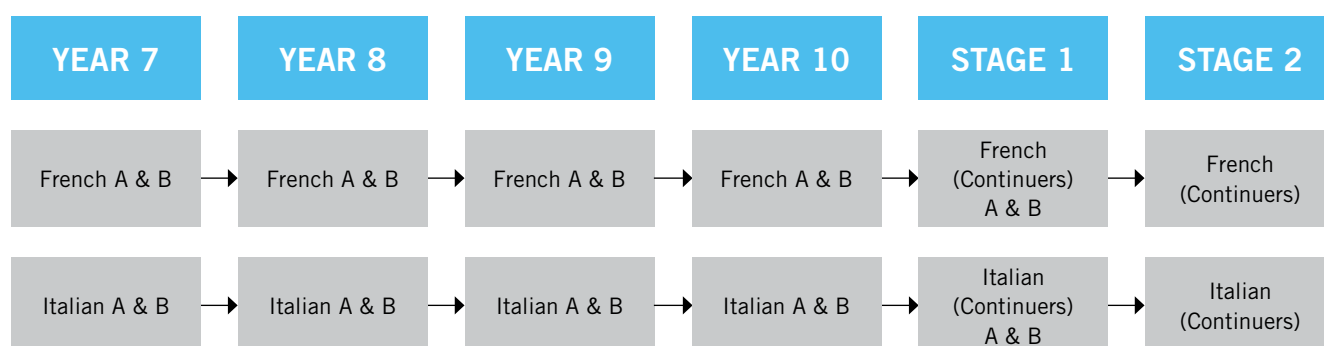 YEAR 7
YEAR 8
YEAR 9
YEAR 10
STAGE 1
STAGE 2
French A & B
French A & B
French A & B
French A & B
French
(Continuers)
A & B
French
(Continuers)
Italian A & B
Italian A & B
Italian A & B
Italian A & B
Italian
(Continuers)
A & B
Italian
(Continuers)